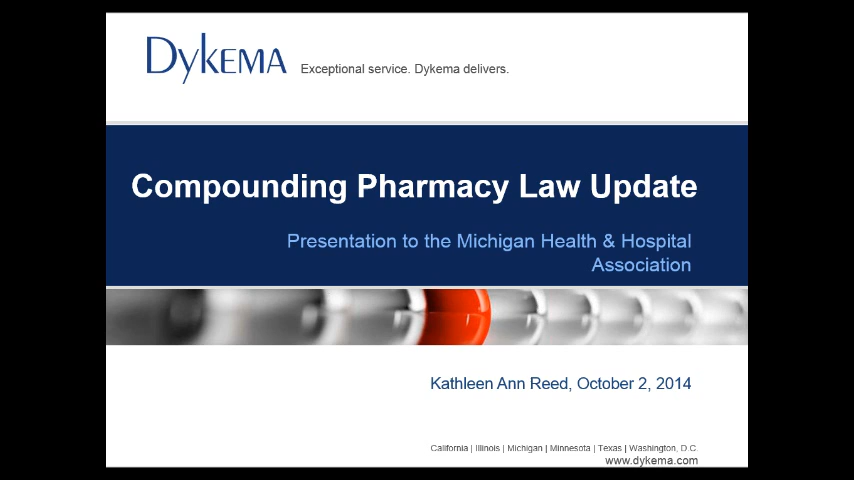 DYKEMA Exceptional service. Dykema delivers.
Compounding Pharmacy Law Update
Presentation to the Michigan Health & Hospital
Association
Kathleen Ann Reed, October 2, 2014
California | Illinois | Michigan | Minnesota | Texas | Washington, D.C.
www.dykema.com